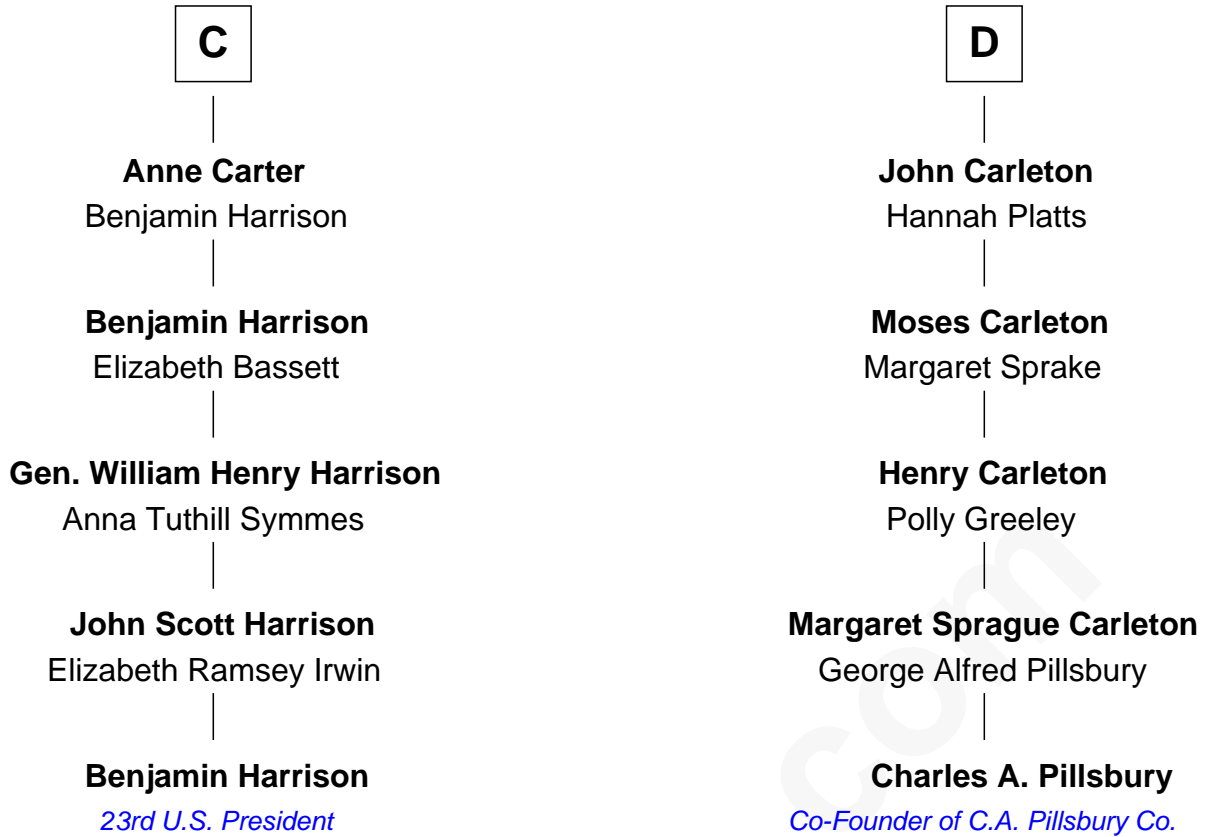 C
Anne Carter
Benjamin Harrison
Benjamin Harrison
Elizabeth Bassett
Gen. William Henry Harrison
Anna Tuthill Symmes
John Scott Harrison
Elizabeth Ramsey Irwin
Benjamin Harrison
23rd U.S. President
D
John Carleton
Hannah Platts
Moses Carleton
Margaret Sprake
Henry Carleton
Polly Greeley
Margaret Sprague Carleton
George Alfred Pillsbury
Charles A. Pillsbury
Co-Founder of C.A. Pillsbury Co.
com